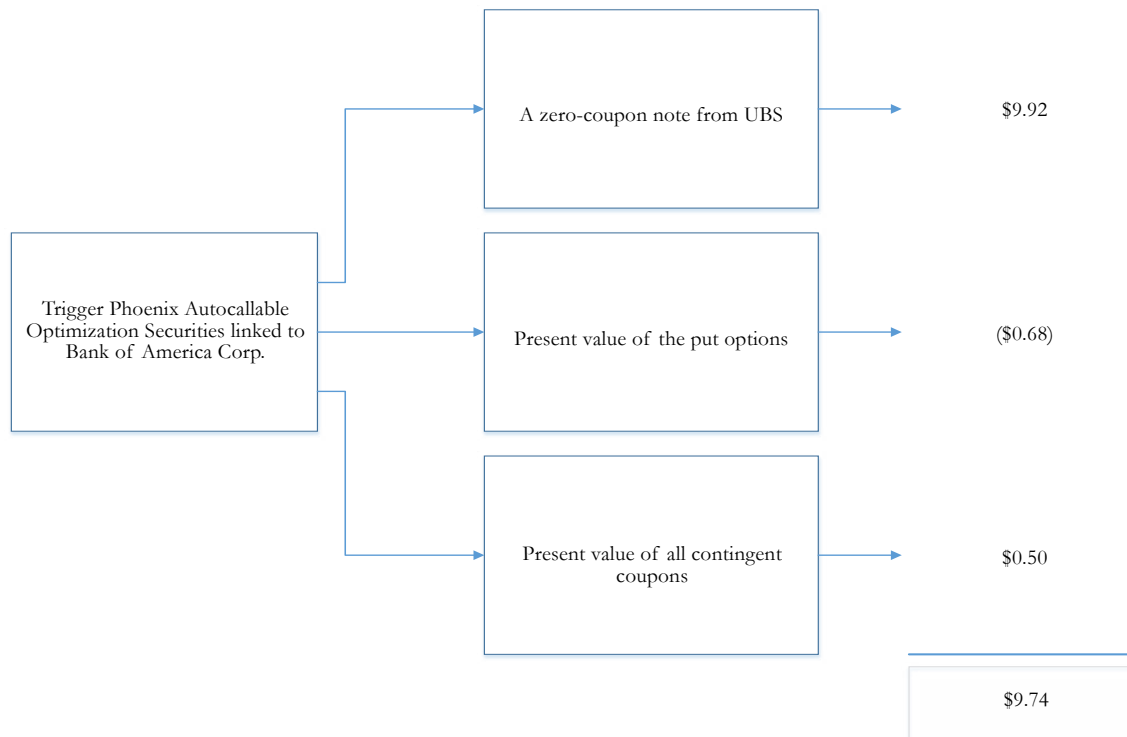 A zero-coupon note from UBS
$9.92
Trigger Phoenix Autocallable
Optimization Securities linked to
Bank of America Corp.
Present value of the put options
($0.68)
Present value of all contingent
coupons
$0.50
$9.74